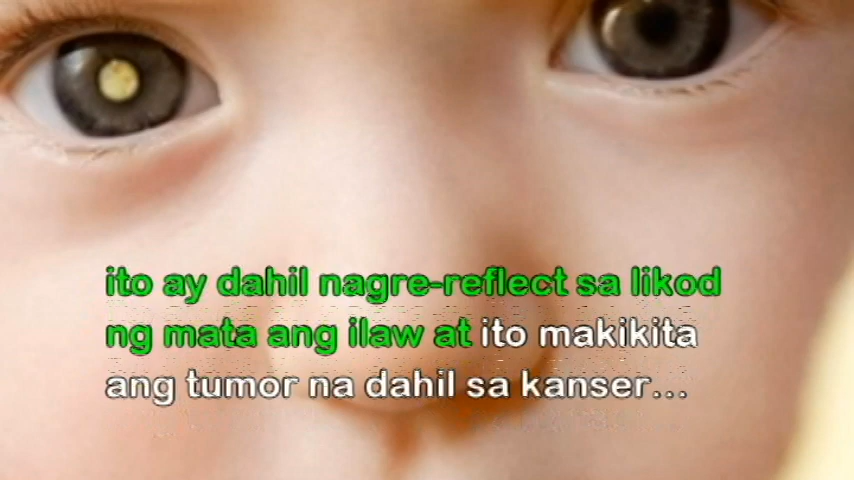 ito ay dahil nagre-reflect sa likod
ng mata ang ilaw at ito makikita
ang tumor na dahil sa kanser...